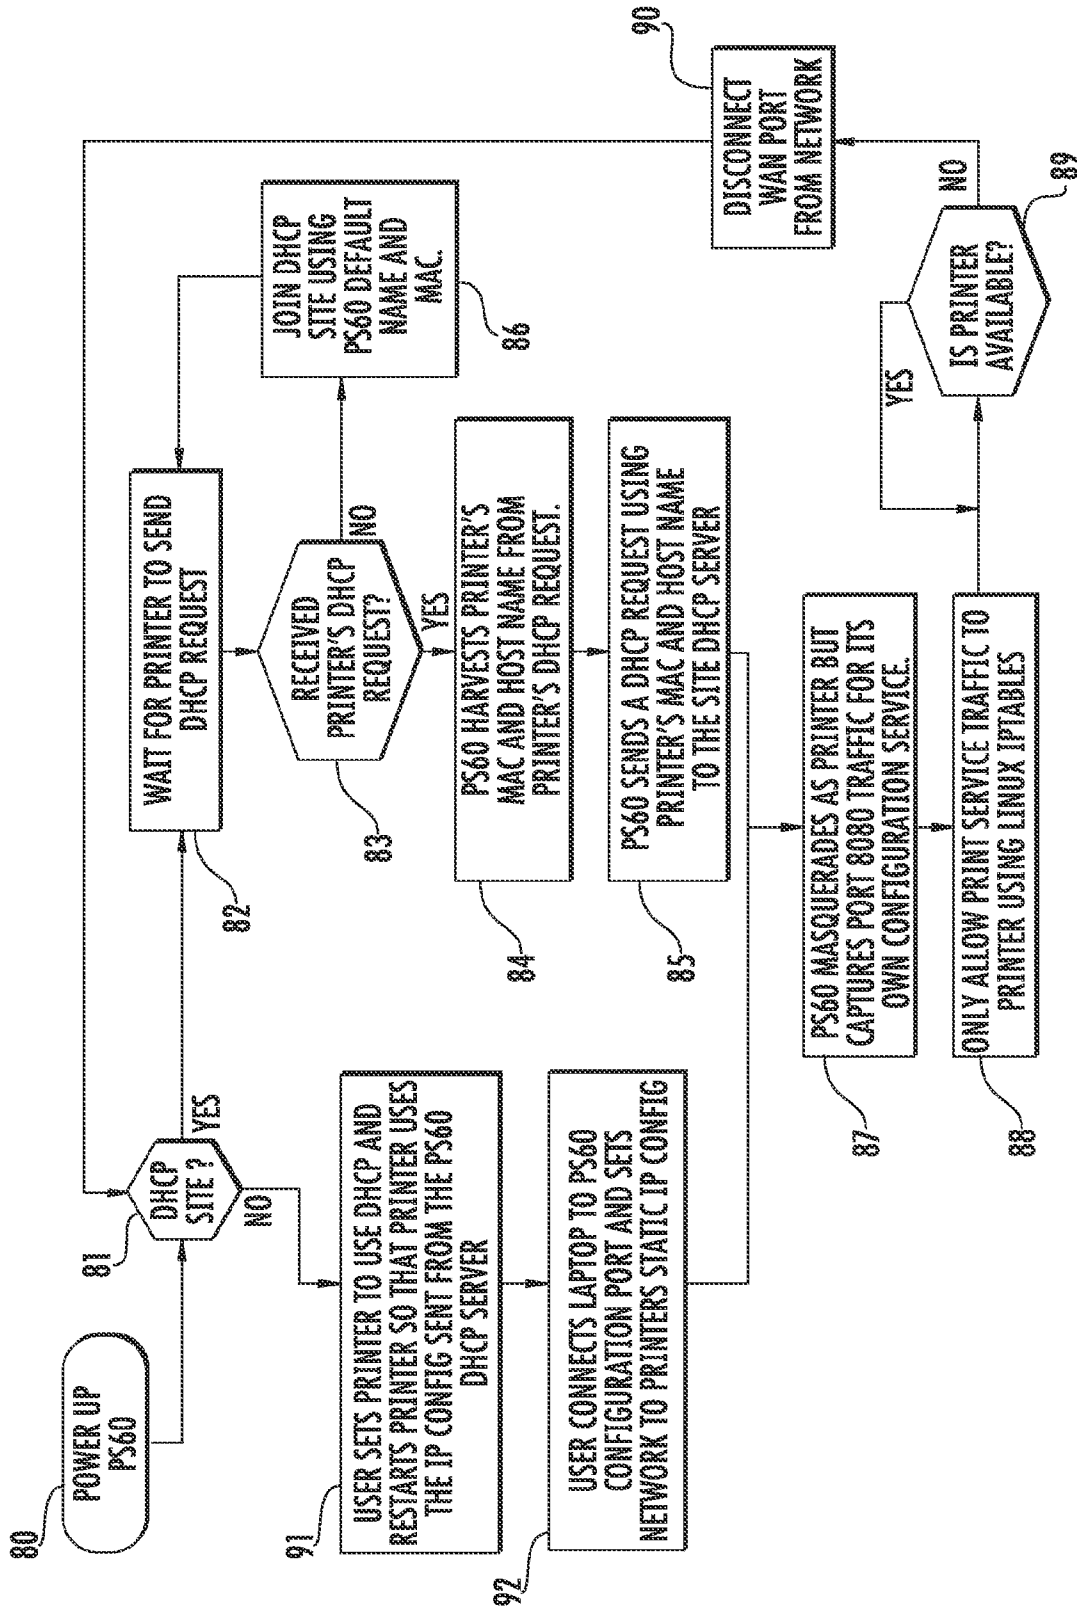 80
POWER UP
PS60
81
DHCP
SITE ?
YES
NO
82
WAIT FOR PRINTER TO SEND
DHCP REQUEST
83
RECEIVED
PRINTER'S DHCP
REQUEST?
NO
YES
JOIN DHCP
SITE USING
PS60 DEFAULT
NAME AND
MAC.
86
84
PS60 HARVESTS PRINTER'S
MAC AND HOST NAME FROM
PRINTER'S DHCP REQUEST.
85
PS60 SENDS A DHCP REQUEST USING
PRINTER'S MAC AND HOST NAME
TO THE SITE DHCP SERVER
91
USER SETS PRINTER TO USE DHCP AND
RESTARTS PRINTER SO THAT PRINTER USES
THE IP CONFIG SENT FROM THE PS60
DHCP SERVER
92
USER CONNECTS LAPTOP TO PS60
CONFIGURATION PORT AND SETS
NETWORK TO PRINTERS STATIC IP CONFIG
87
PS60 MASQUERADES AS PRINTER BUT
CAPTURES PORT 8080 TRAFFIC FOR ITS
OWN CONFIGURATION SERVICE.
88
ONLY ALLOW PRINT SERVICE TRAFFIC TO
PRINTER USING LINUX IPTABLES
YES
IS PRINTER
AVAILABLE?
89
NO
90
DISCONNECT
WAN PORT
FROM NETWORK